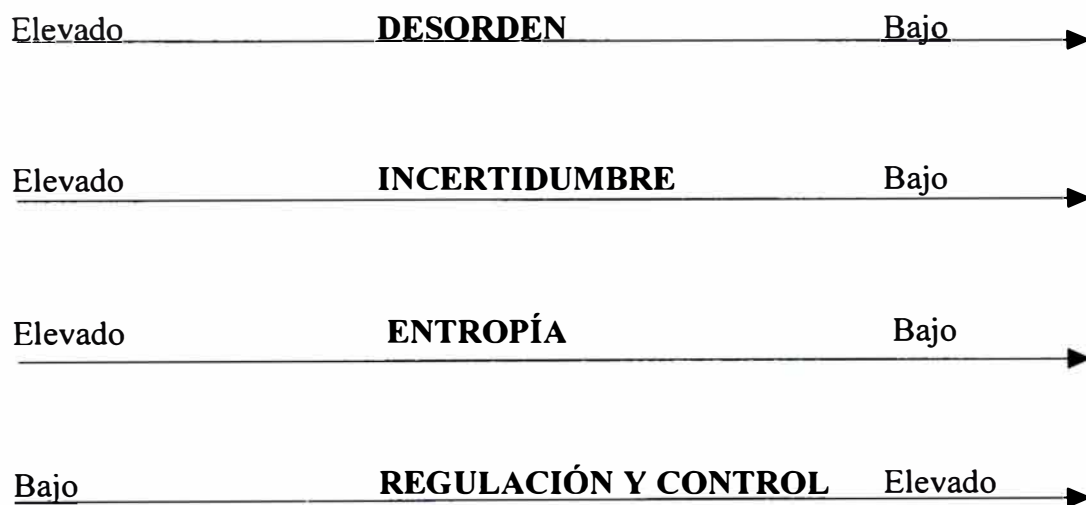 Elevado DESORDEN Bajo
Elevado INCERTIDUMBRE Bajo
Elevado ENTROPÍA Bajo
Bajo REGULACIÓN Y CONTROL Elevado